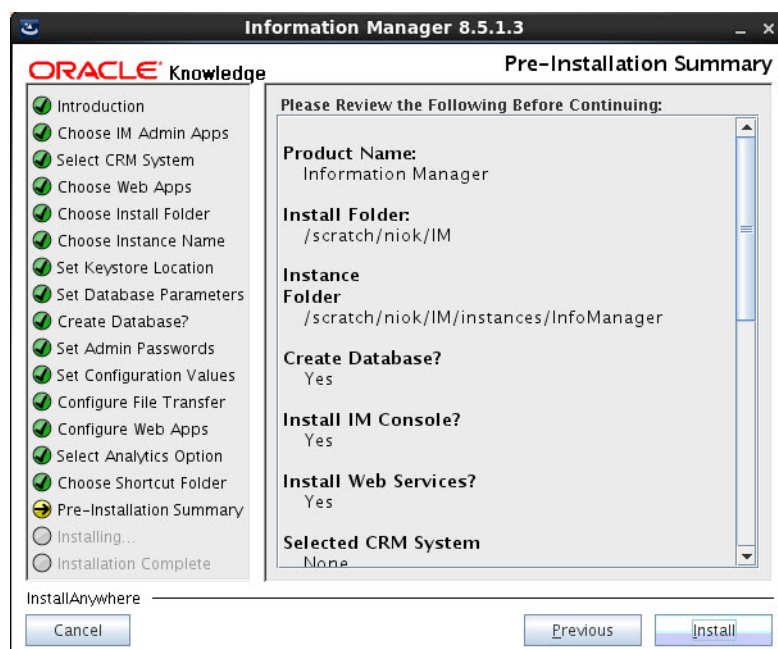 Information Manager 8.5.1.3
ORACLE Knowledge
Pre-Installation Summary
Introduction
Choose IM Admin Apps
Select CRM System
Choose Web Apps
Choose Install Folder
Choose Instance Name
Set Keystore Location
Set Database Parameters
Create Database?
Set Admin Passwords
Set Configuration Values
Configure File Transfer
Configure Web Apps
Select Analytics Option
Choose Shortcut Folder
Pre-Installation Summary
Installing...
Installation Complete
Please Review the Following Before Continuing:
Product Name:
Information Manager
Install Folder:
/scratch/niok/IM
Instance
Folder
/scratch/niok/IM/instances/InfoManager
Create Database?
Yes
Install IM Console?
Yes
Install Web Services?
Yes
Selected CRM System
None
InstallAnywhere
Cancel
Previous
Install